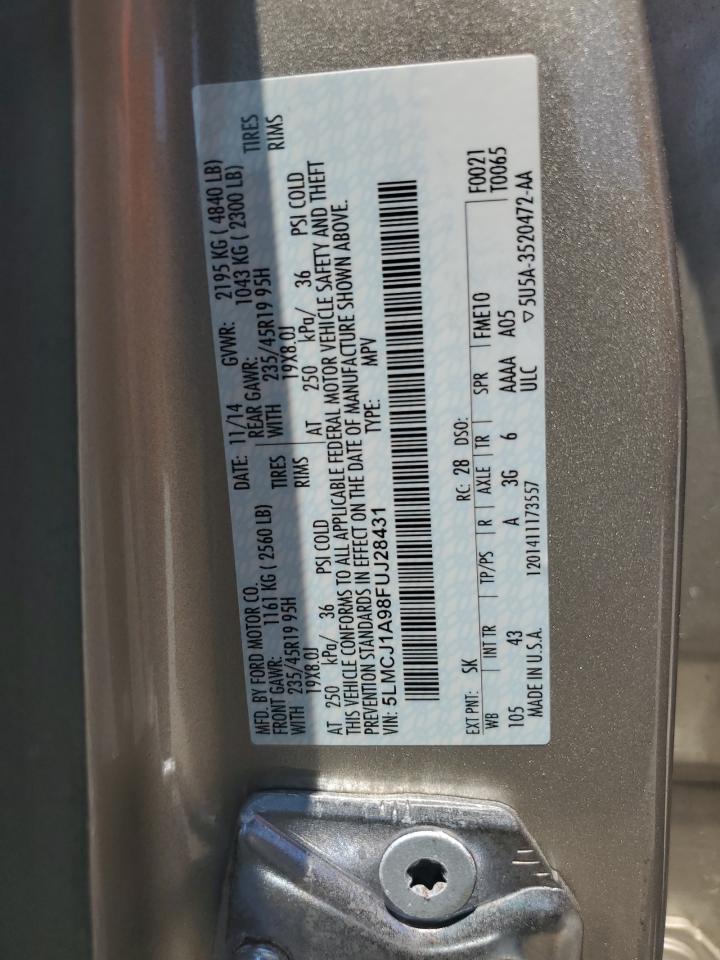 MFD. BY FORD MOTOR CO. DATE: 11/14 GVWR: 2195 KG ( 4840 LB)
FRONT GAWR: 1161 KG (2560 LB) REAR GAWR: 1043 KG ( 2300 LB)
WITH 235/45R19 95H TIRES WITH 235/45R19 95H TIRES
19X8.0J RIMS 19X8.0J RIMS
AT 250 kPa/ 36 PSI COLD AT 250 kPa/ 36 PSI COLD
THIS VEHICLE CONFORMS TO ALL APPLICABLE FEDERAL MOTOR VEHICLE SAFETY AND THEFT
PREVENTION STANDARDS IN EFFECT ON THE DATE OF MANUFACTURE SHOWN ABOVE.
VIN: 5LMCJ1A98FUJ28431 TYPE: MPV
EXT PNT: SK RC: 28 DSO: F0021
WB INT TR TP/PS R AXLE TR SPR FME10 T0065
105 43 A 3G 6 AAAA A05
MADE IN U.S.A. 1201411173557 ULC ▽5U5A-3520472-AA